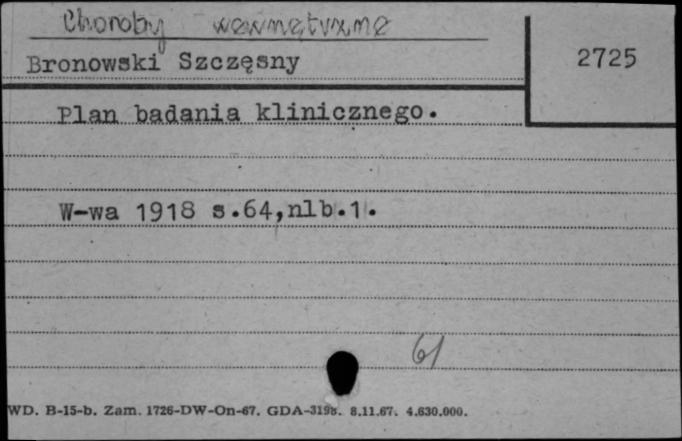 Choroby wewnętrzne
Bronowski Szczęsny
2725
Plan badania klinicznego.
W-wa 1918 s.64,nlb.1.
61
WD. B-15-b. Zam. 1726-DW-On-67. GDA-3198. 8.11.67. 4.630.000.